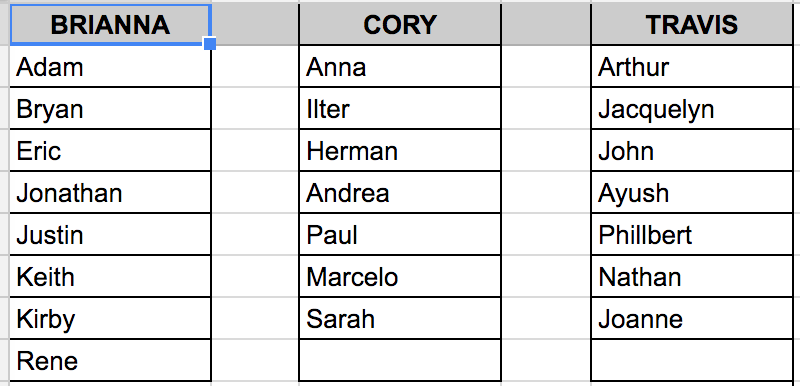 BRIANNA CORY TRAVIS
Adam Anna Arthur
Bryan Ilter Jacquelyn
Eric Herman John
Jonathan Andrea Ayush
Justin Paul Phillbert
Keith Marcelo Nathan
Kirby Sarah Joanne
Rene